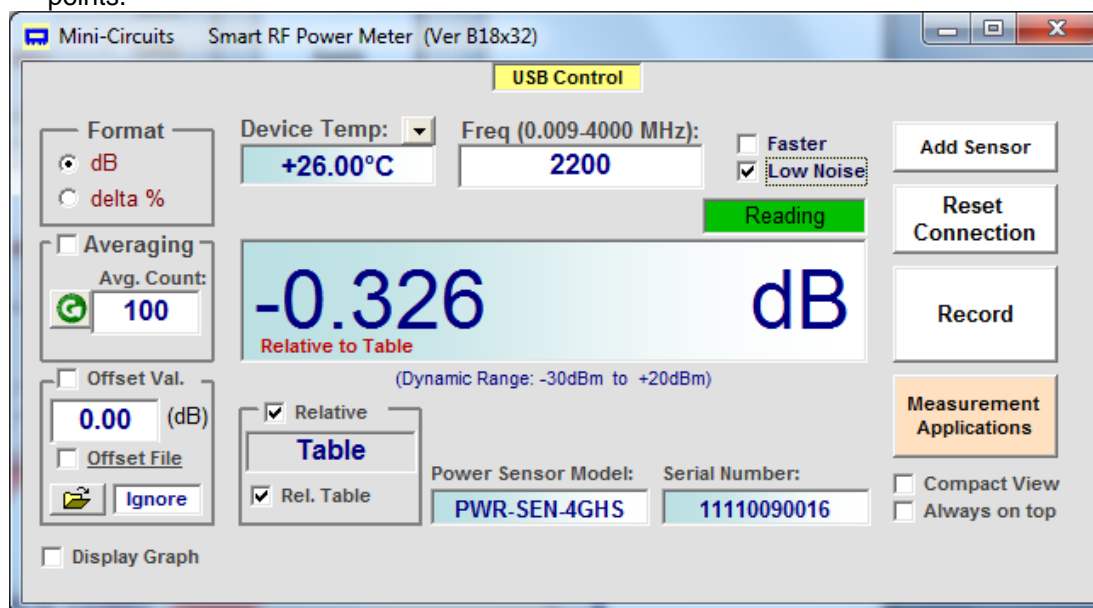 points.
Mini-Circuits Smart RF Power Meter (Ver B18x32)
X
USB Control
Format
dB
delta %
Device Temp:
+26.00°C
Freq (0.009-4000 MHz):
2200
Faster
Low Noise
Reading
Add Sensor
Reset
Connection
Averaging
Avg. Count:
100
-0.326 dB
Relative to Table
Record
(Dynamic Range: -30dBm to +20dBm)
Offset Val.
0.00 (dB)
Offset File
Ignore
Relative
Table
Rel. Table
Power Sensor Model:
PWR-SEN-4GHS
Serial Number:
11110090016
Measurement
Applications
Compact View
Always on top
Display Graph